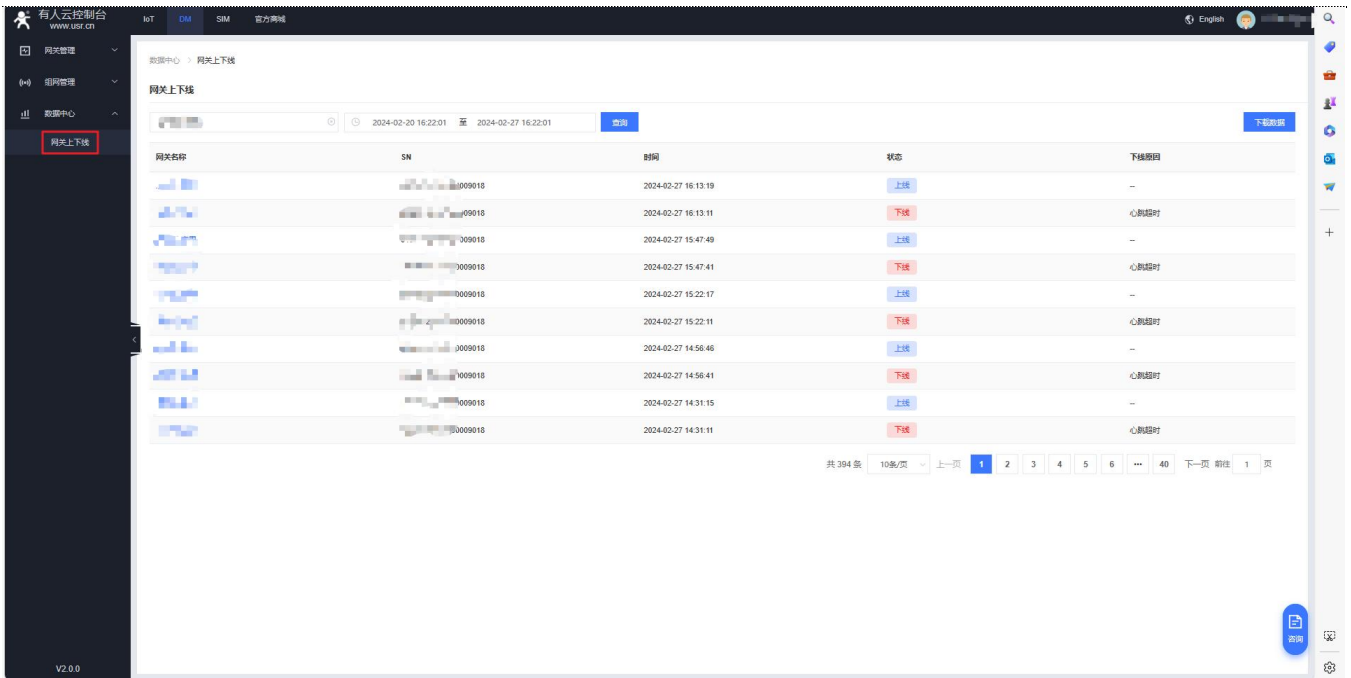 有人云控制台
www.usr.cn
IoT DM SIM 官方商城 English
网关管理
组网管理
数据中心
网关上下线
V2.0.0
数据中心 > 网关上下线
网关上下线
2024-02-20 16:22:01 至 2024-02-27 16:22:01 查询 下载数据
网关名称 SN 时间 状态 下线原因
009018 2024-02-27 16:13:19 上线 --
09018 2024-02-27 16:13:11 下线 心跳超时
009018 2024-02-27 15:47:49 上线 --
0009018 2024-02-27 15:47:41 下线 心跳超时
0009018 2024-02-27 15:22:17 上线 --
0009018 2024-02-27 15:22:11 下线 心跳超时
0009018 2024-02-27 14:56:46 上线 --
009018 2024-02-27 14:56:41 下线 心跳超时
009018 2024-02-27 14:31:15 上线 --
0009018 2024-02-27 14:31:11 下线 心跳超时
共 394 条 10条/页 上一页 1 2 3 4 5 6 ... 40 下一页 前往 1 页
咨询